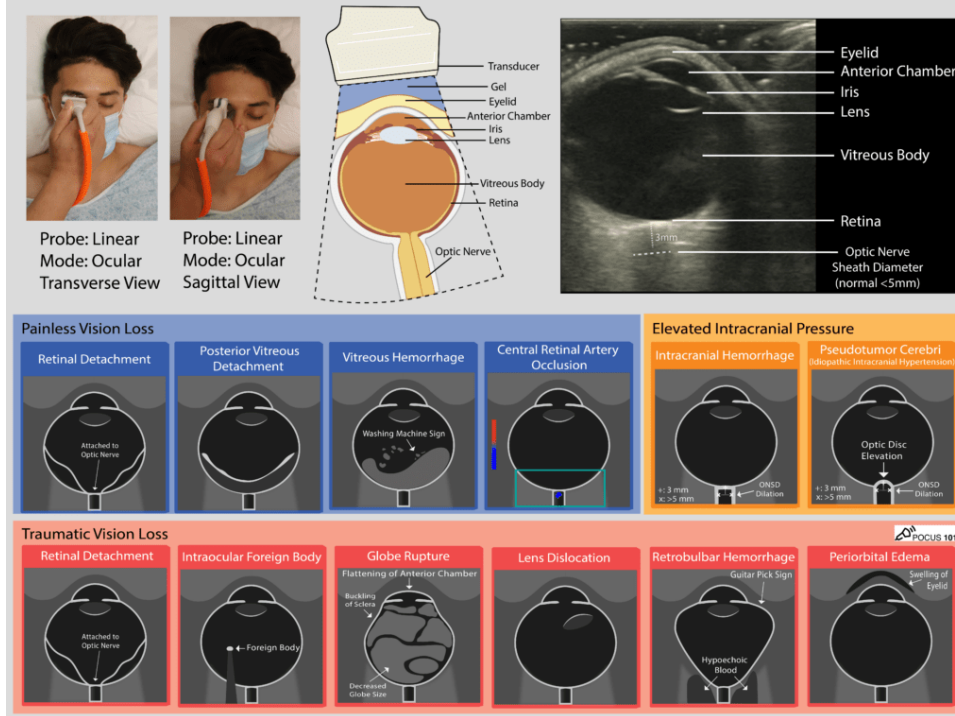 Probe: Linear
Mode: Ocular
Transverse View
Probe: Linear
Mode: Ocular
Sagittal View
Transducer
Gel
Eyelid
Anterior Chamber
Iris
Lens
Vitreous Body
Retina
Optic Nerve
Eyelid
Anterior Chamber
Iris
Lens
Vitreous Body
Retina
3mm
Optic Nerve
Sheath Diameter
(normal <5mm)
Painless Vision Loss
Retinal Detachment
Attached to
Optic Nerve
Posterior Vitreous
Detachment
Vitreous Hemorrhage
Washing Machine Sign
Central Retinal Artery
Occlusion
Elevated Intracranial Pressure
Intracranial Hemorrhage
+: 3 mm
x: >5 mm
ONSD
Dilation
Pseudotumor Cerebri
(Idiopathic Intracranial Hypertension)
Optic Disc
Elevation
+: 3 mm
x: >5 mm
ONSD
Dilation
Traumatic Vision Loss
POCUS 101
Retinal Detachment
Attached to
Optic Nerve
Intraocular Foreign Body
Foreign Body
Globe Rupture
Flattening of Anterior Chamber
Buckling
of Sclera
Decreased
Globe Size
Lens Dislocation
Retrobulbar Hemorrhage
Guitar Pick Sign
Hypoechoic
Blood
Periorbital Edema
Swelling of
Eyelid